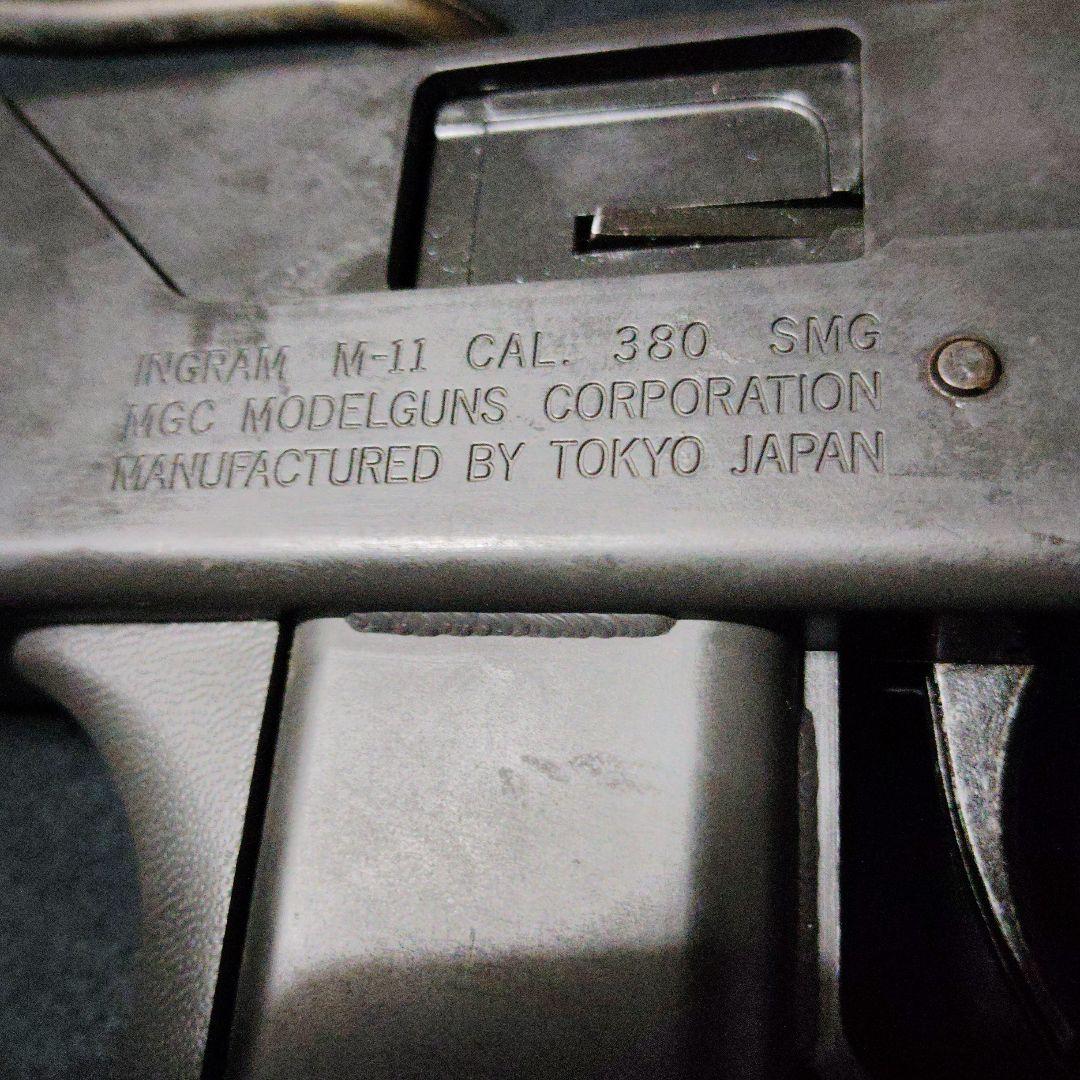 INGRAM M-11 CAL. 380 SMG
MGC MODELGUNS CORPORATION
MANUFACTURED BY TOKYO JAPAN